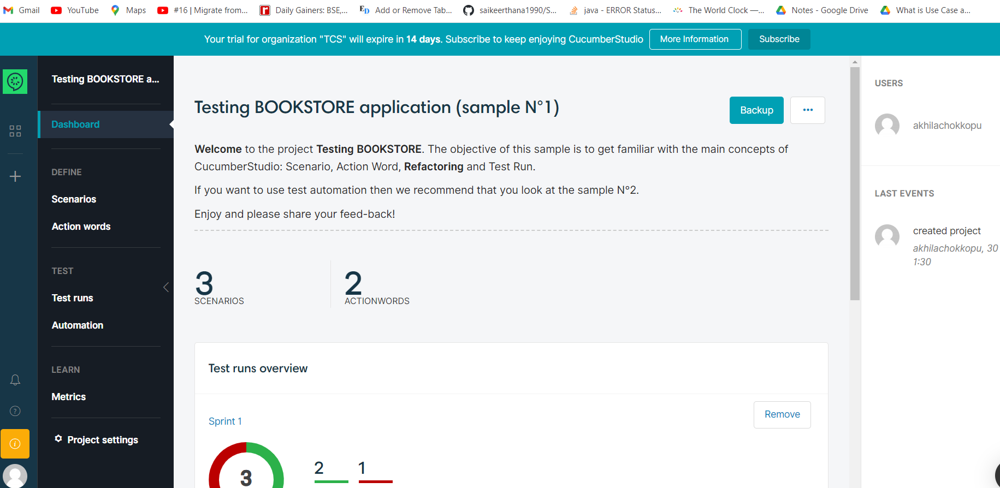 Gmail
YouTube
Maps
#16 | Migrate from...
Daily Gainers: BSE,...
ED Add or Remove Tab...
saikeerthana1990/S...
java - ERROR Status...
The World Clock —...
Notes - Google Drive
What is Use Case a...
Your trial for organization "TCS" will expire in 14 days. Subscribe to keep enjoying CucumberStudio
More Information
Subscribe
Testing BOOKSTORE a...
Dashboard
DEFINE
Scenarios
Action words
TEST
Test runs
Automation
LEARN
Metrics
Project settings
Testing BOOKSTORE application (sample N°1)
Backup
Welcome to the project Testing BOOKSTORE. The objective of this sample is to get familiar with the main concepts of
CucumberStudio: Scenario, Action Word, Refactoring and Test Run.
If you want to use test automation then we recommend that you look at the sample N°2.
Enjoy and please share your feed-back!
3
SCENARIOS
2
ACTIONWORDS
Test runs overview
Sprint 1
Remove
3
2
1
USERS
akhilachokkopu
LAST EVENTS
created project
akhilachokkopu, 30
1:30